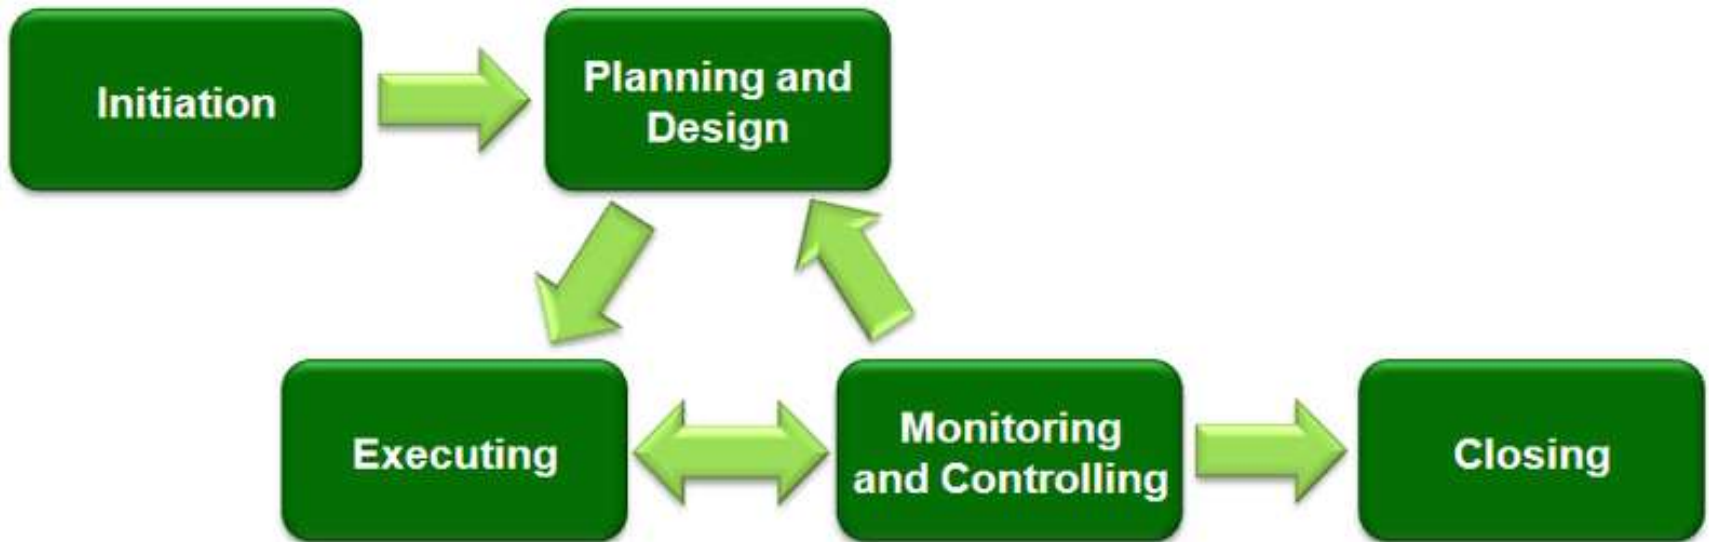 Initiation
Planning and
Design
Executing
Monitoring
and Controlling
Closing